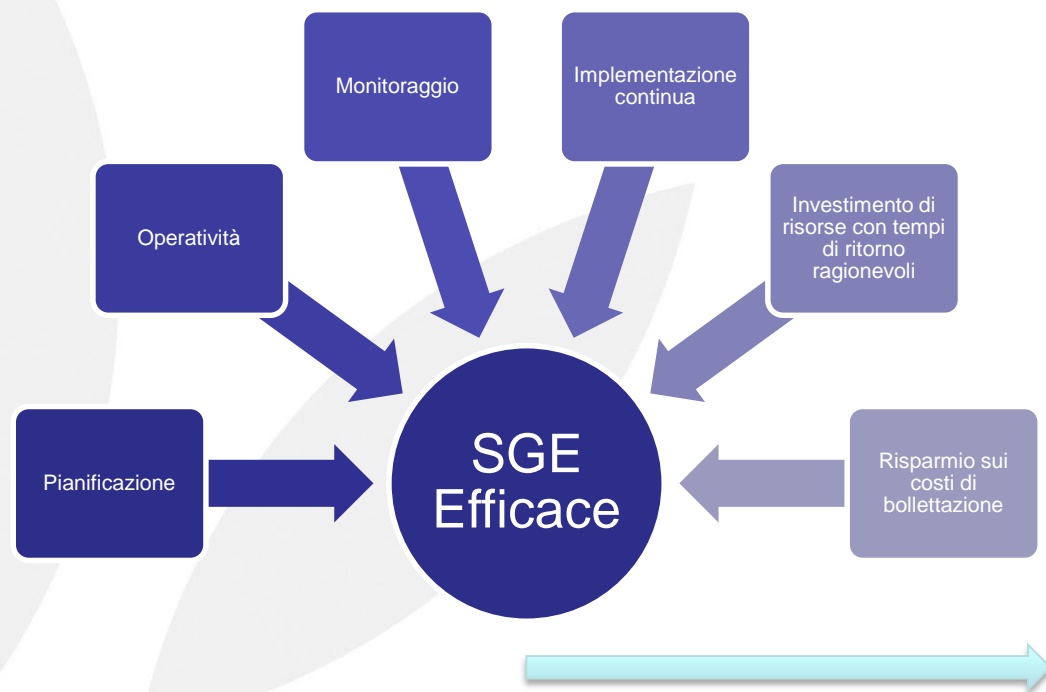 Monitoraggio
Implementazione
continua
Operatività
Investimento di
risorse con tempi
di ritorno
ragionevoli
Pianificazione
SGE
Efficace
Risparmio sui
costi di
bollettazione